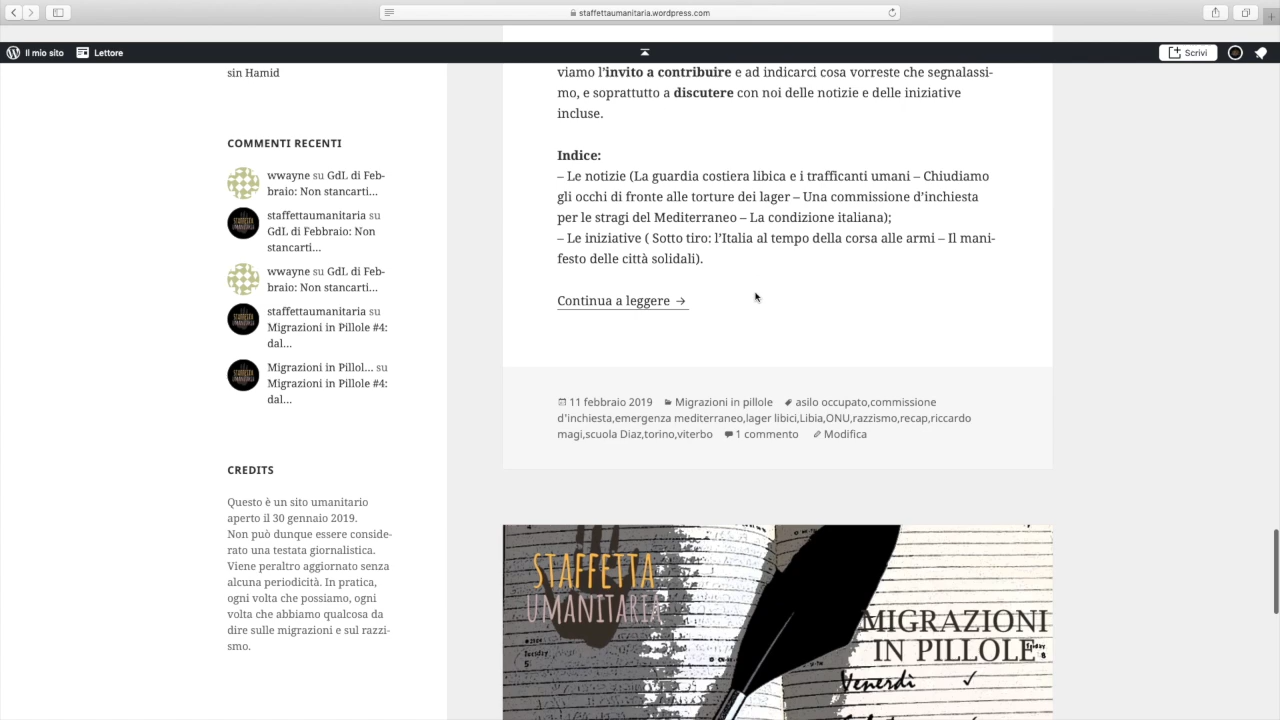 staffettaumanitaria.wordpress.com
Il mio sito
Lettore
Scrivi
sin Hamid
COMMENTI RECENTI
wwayne su GdL di Feb-
braio: Non stancarti...
staffettaumanitaria su
GdL di Febbraio: Non
stancarti...
wwayne su GdL di Feb-
braio: Non stancarti...
staffettaumanitaria su
Migrazioni in Pillole #4:
dal...
Migrazioni in Pillol... su
Migrazioni in Pillole #4:
dal...
CREDITS
Questo è un sito umanitario
aperto il 30 gennaio 2019.
Non può dunque essere conside-
rato una testata giornalistica.
Viene peraltro aggiornato senza
alcuna periodicità. In pratica,
ogni volta che possiamo, ogni
volta che abbiamo qualcosa da
dire sulle migrazioni e sul razzi-
smo.
viamo l'invito a contribuire e ad indicarci cosa vorreste che segnalassi-
mo, e soprattutto a discutere con noi delle notizie e delle iniziative
incluse.
Indice:
– Le notizie (La guardia costiera libica e i trafficanti umani – Chiudiamo
gli occhi di fronte alle torture dei lager – Una commissione d'inchiesta
per le stragi del Mediterraneo – La condizione italiana);
– Le iniziative ( Sotto tiro: l'Italia al tempo della corsa alle armi – Il mani-
festo delle città solidali).
Continua a leggere →
11 febbraio 2019 Migrazioni in pillole asilo occupato,commissione
d'inchiesta,emergenza mediterraneo,lager libici,Libia,ONU,razzismo,recap,riccardo
magi,scuola Diaz,torino,viterbo 1 commento Modifica
STAFFETTA
UMANITARIA
MIGRAZIONI
IN PILLOLE
Tuesday
5
Friday
8
Venerdì ✓